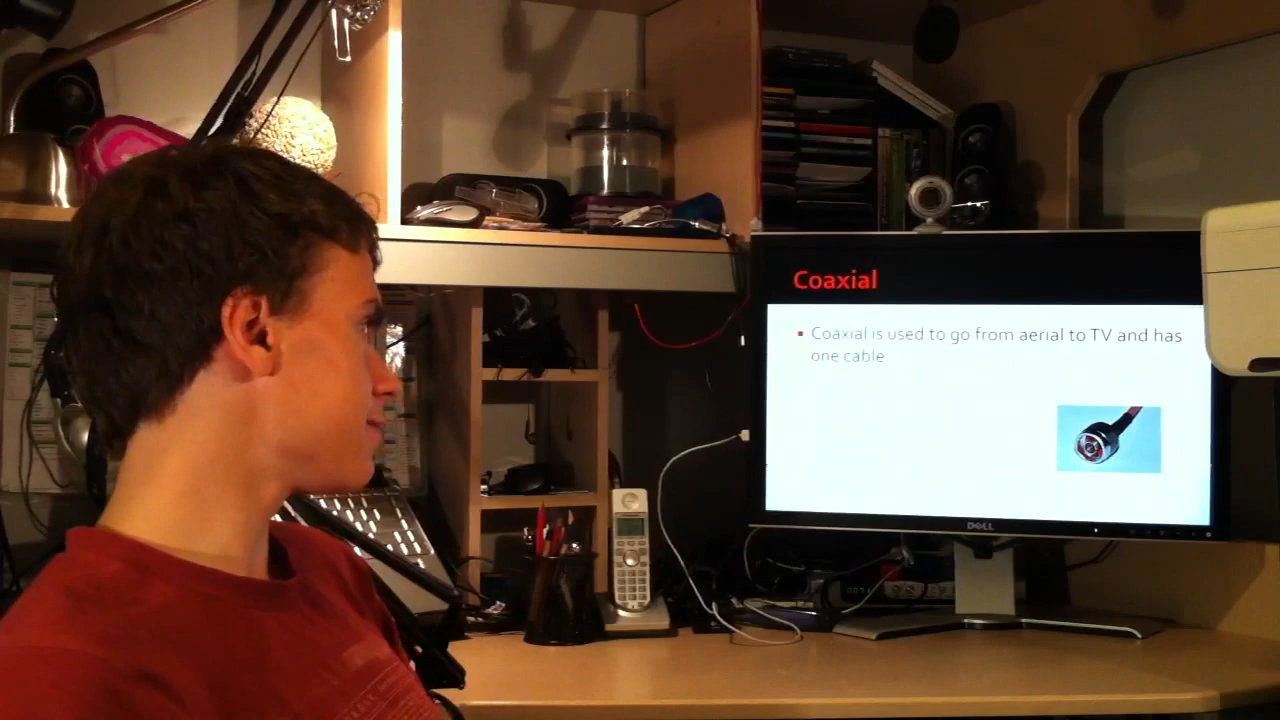 Coaxial
Coaxial is used to go from aerial to TV and has
one cable
DELL